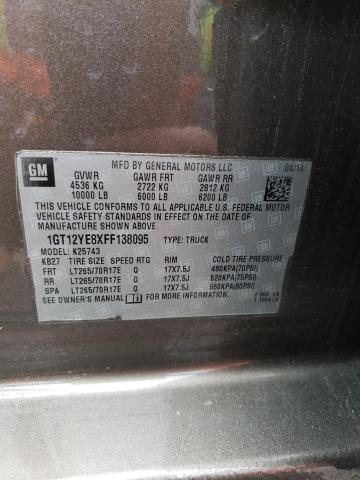 GM
MFD BY GENERAL MOTORS LLC 04/14
GVWR GAWR FRT GAWR RR
4536 KG 2722 KG 2812 KG
10000 LB 6000 LB 6200 LB
THIS VEHICLE CONFORMS TO ALL APPLICABLE U.S. FEDERAL MOTOR
VEHICLE SAFETY STANDARDS IN EFFECT ON THE DATE OF
MANUFACTURE SHOWN ABOVE.
1GT12YE8XFF138095 TYPE: TRUCK
MODEL: K25743
KB27 TIRE SIZE SPEED RTG RIM COLD TIRE PRESSURE
FRT LT265/70R17E Q 17X7.5J 480KPA(70PSI)
RR LT265/70R17E Q 17X7.5J 520KPA(75PSI)
SPA LT265/70R17E Q 17X7.5J 550KPA(80PSI)
SEE OWNER'S MANUAL FOR MORE INFORMATION.